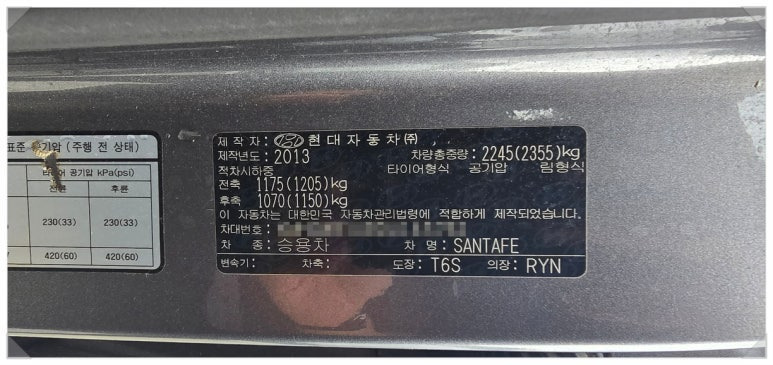 표준 공기압 (주행 전 상태)
타이어 공기압 kPa(psi)
전륜 후륜
230(33) 230(33)
420(60) 420(60)
제 작 자 : 현대자동차(주)
제작년도 : 2013 차량총중량 : 2245(2355)kg
적차시하중 타이어형식 공기압 림형식
전축 1175(1205)kg
후축 1070(1150)kg
이 자동차는 대한민국 자동차관리법령에 적합하게 제작되었습니다.
차대번호 :
차 종 : 승용차 차 명 : SANTAFE
변속기 : 차축 : 도장 : T6S 의장 : RYN